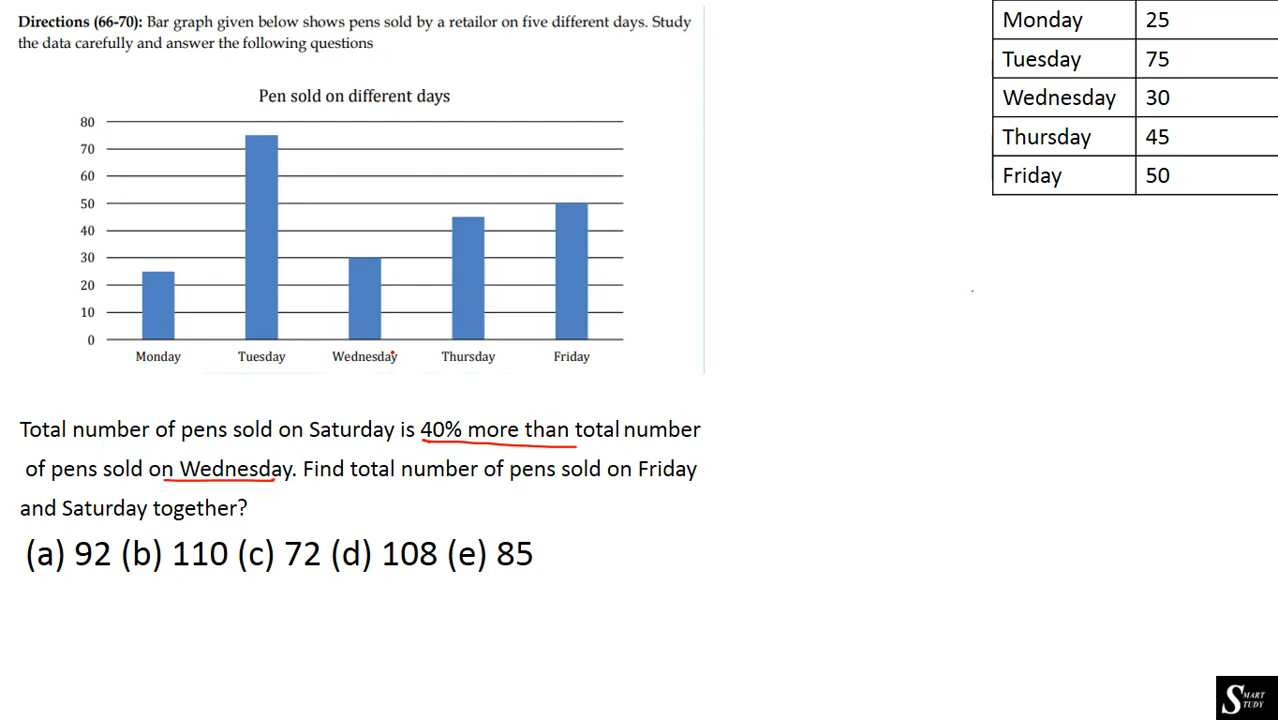 Directions (66-70): Bar graph given below shows pens sold by a retailor on five different days. Study
the data carefully and answer the following questions
Pen sold on different days
80
70
60
50
40
30
20
10
0
Monday Tuesday Wednesday Thursday Friday
Monday 25
Tuesday 75
Wednesday 30
Thursday 45
Friday 50
Total number of pens sold on Saturday is 40% more than total number
of pens sold on Wednesday. Find total number of pens sold on Friday
and Saturday together?
(a) 92 (b) 110 (c) 72 (d) 108 (e) 85
SMART
STUDY